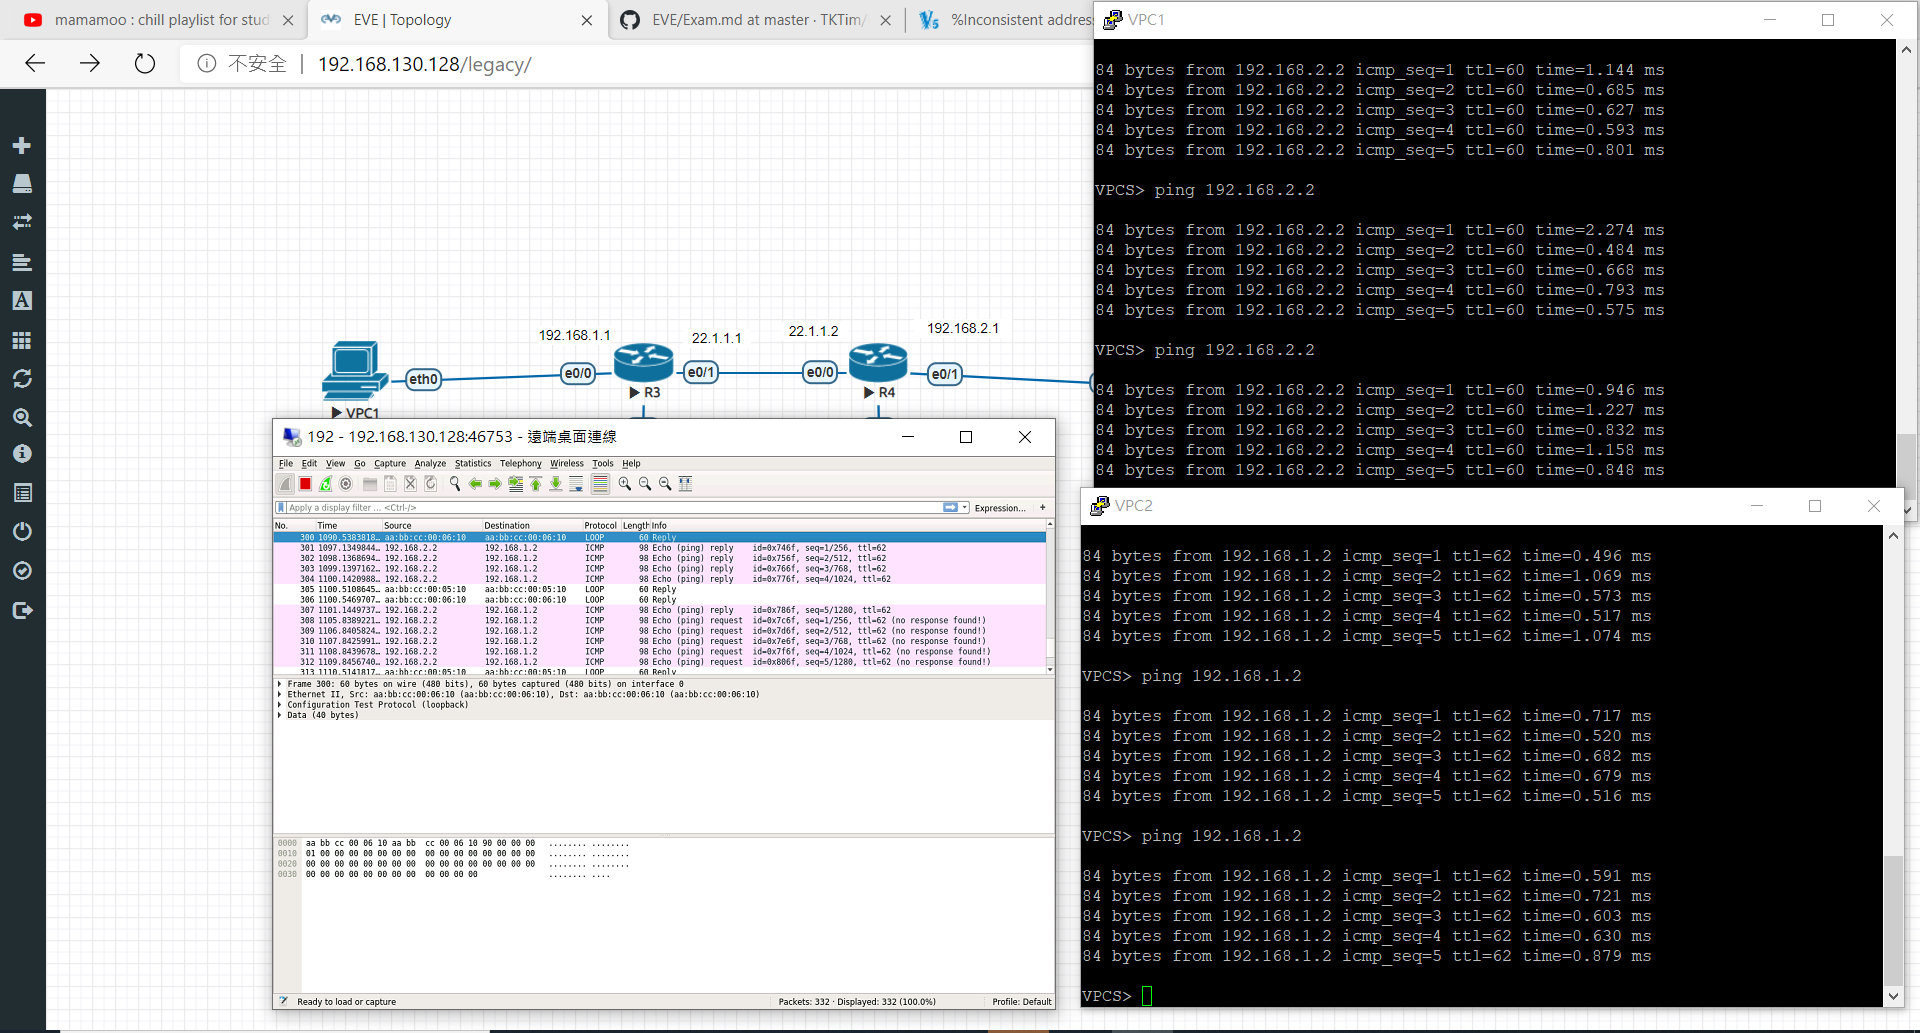 mamamoo : chill playlist for stud
EVE | Topology
EVE/Exam.md at master · TKTim/
%Inconsistent addres
不安全 | 192.168.130.128/legacy/
VPC1
84 bytes from 192.168.2.2 icmp_seq=1 ttl=60 time=1.144 ms
84 bytes from 192.168.2.2 icmp_seq=2 ttl=60 time=0.685 ms
84 bytes from 192.168.2.2 icmp_seq=3 ttl=60 time=0.627 ms
84 bytes from 192.168.2.2 icmp_seq=4 ttl=60 time=0.593 ms
84 bytes from 192.168.2.2 icmp_seq=5 ttl=60 time=0.801 ms
VPCS> ping 192.168.2.2
84 bytes from 192.168.2.2 icmp_seq=1 ttl=60 time=2.274 ms
84 bytes from 192.168.2.2 icmp_seq=2 ttl=60 time=0.484 ms
84 bytes from 192.168.2.2 icmp_seq=3 ttl=60 time=0.668 ms
84 bytes from 192.168.2.2 icmp_seq=4 ttl=60 time=0.793 ms
84 bytes from 192.168.2.2 icmp_seq=5 ttl=60 time=0.575 ms
VPCS> ping 192.168.2.2
84 bytes from 192.168.2.2 icmp_seq=1 ttl=60 time=0.946 ms
84 bytes from 192.168.2.2 icmp_seq=2 ttl=60 time=1.227 ms
84 bytes from 192.168.2.2 icmp_seq=3 ttl=60 time=0.832 ms
84 bytes from 192.168.2.2 icmp_seq=4 ttl=60 time=1.158 ms
84 bytes from 192.168.2.2 icmp_seq=5 ttl=60 time=0.848 ms
192.168.1.1 22.1.1.1 22.1.1.2 192.168.2.1
eth0 e0/0 e0/1 e0/0 e0/1
R3 R4
VPC1
192 - 192.168.130.128:46753 - 遠端桌面連線
File Edit View Go Capture Analyze Statistics Telephony Wireless Tools Help
Apply a display filter ... <Ctrl-/> Expression... +
No. Time Source Destination Protocol Length Info
300 1090.5383818… aa:bb:cc:00:06:10 aa:bb:cc:00:06:10 LOOP 60 Reply
301 1097.1349844… 192.168.2.2 192.168.1.2 ICMP 98 Echo (ping) reply id=0x746f, seq=1/256, ttl=62
302 1098.1368694… 192.168.2.2 192.168.1.2 ICMP 98 Echo (ping) reply id=0x756f, seq=2/512, ttl=62
303 1099.1397162… 192.168.2.2 192.168.1.2 ICMP 98 Echo (ping) reply id=0x766f, seq=3/768, ttl=62
304 1100.1420988… 192.168.2.2 192.168.1.2 ICMP 98 Echo (ping) reply id=0x776f, seq=4/1024, ttl=62
305 1100.5108645… aa:bb:cc:00:05:10 aa:bb:cc:00:05:10 LOOP 60 Reply
306 1100.5469707… aa:bb:cc:00:06:10 aa:bb:cc:00:06:10 LOOP 60 Reply
307 1101.1449737… 192.168.2.2 192.168.1.2 ICMP 98 Echo (ping) reply id=0x786f, seq=5/1280, ttl=62
308 1105.8389221… 192.168.2.2 192.168.1.2 ICMP 98 Echo (ping) request id=0x7c6f, seq=1/256, ttl=62 (no response found!)
309 1106.8405824… 192.168.2.2 192.168.1.2 ICMP 98 Echo (ping) request id=0x7d6f, seq=2/512, ttl=62 (no response found!)
310 1107.8425991… 192.168.2.2 192.168.1.2 ICMP 98 Echo (ping) request id=0x7e6f, seq=3/768, ttl=62 (no response found!)
311 1108.8439678… 192.168.2.2 192.168.1.2 ICMP 98 Echo (ping) request id=0x7f6f, seq=4/1024, ttl=62 (no response found!)
312 1109.8456740… 192.168.2.2 192.168.1.2 ICMP 98 Echo (ping) request id=0x806f, seq=5/1280, ttl=62 (no response found!)
313 1110.5141817… aa:bb:cc:00:05:10 aa:bb:cc:00:05:10 LOOP 60 Reply
Frame 300: 60 bytes on wire (480 bits), 60 bytes captured (480 bits) on interface 0
Ethernet II, Src: aa:bb:cc:00:06:10 (aa:bb:cc:00:06:10), Dst: aa:bb:cc:00:06:10 (aa:bb:cc:00:06:10)
Configuration Test Protocol (loopback)
Data (40 bytes)
0000 aa bb cc 00 06 10 aa bb cc 00 06 10 90 00 00 00 ........ ........
0010 01 00 00 00 00 00 00 00 00 00 00 00 00 00 00 00 ........ ........
0020 00 00 00 00 00 00 00 00 00 00 00 00 00 00 00 00 ........ ........
0030 00 00 00 00 00 00 00 00 00 00 00 00 ........ ....
Ready to load or capture Packets: 332 · Displayed: 332 (100.0%) Profile: Default
VPC2
84 bytes from 192.168.1.2 icmp_seq=1 ttl=62 time=0.496 ms
84 bytes from 192.168.1.2 icmp_seq=2 ttl=62 time=1.069 ms
84 bytes from 192.168.1.2 icmp_seq=3 ttl=62 time=0.573 ms
84 bytes from 192.168.1.2 icmp_seq=4 ttl=62 time=0.517 ms
84 bytes from 192.168.1.2 icmp_seq=5 ttl=62 time=1.074 ms
VPCS> ping 192.168.1.2
84 bytes from 192.168.1.2 icmp_seq=1 ttl=62 time=0.717 ms
84 bytes from 192.168.1.2 icmp_seq=2 ttl=62 time=0.520 ms
84 bytes from 192.168.1.2 icmp_seq=3 ttl=62 time=0.682 ms
84 bytes from 192.168.1.2 icmp_seq=4 ttl=62 time=0.679 ms
84 bytes from 192.168.1.2 icmp_seq=5 ttl=62 time=0.516 ms
VPCS> ping 192.168.1.2
84 bytes from 192.168.1.2 icmp_seq=1 ttl=62 time=0.591 ms
84 bytes from 192.168.1.2 icmp_seq=2 ttl=62 time=0.721 ms
84 bytes from 192.168.1.2 icmp_seq=3 ttl=62 time=0.603 ms
84 bytes from 192.168.1.2 icmp_seq=4 ttl=62 time=0.630 ms
84 bytes from 192.168.1.2 icmp_seq=5 ttl=62 time=0.879 ms
VPCS>